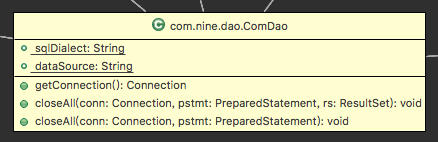 C com.nine.dao.ComDao
sqlDialect: String
dataSource: String
getConnection(): Connection
closeAll(conn: Connection, pstmt: PreparedStatement, rs: ResultSet): void
closeAll(conn: Connection, pstmt: PreparedStatement): void